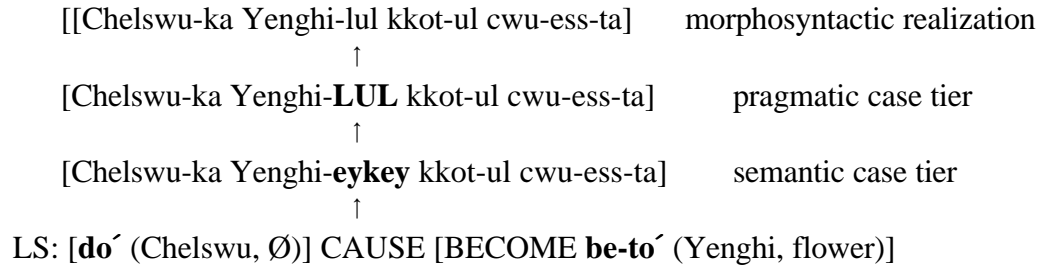 [[Chelswu-ka Yenghi-lul kkot-ul cwu-ess-ta] morphosyntactic realization
↑
[Chelswu-ka Yenghi-LUL kkot-ul cwu-ess-ta] pragmatic case tier
↑
[Chelswu-ka Yenghi-eykey kkot-ul cwu-ess-ta] semantic case tier
↑
LS: [do´ (Chelswu, Ø)] CAUSE [BECOME be-to´ (Yenghi, flower)]